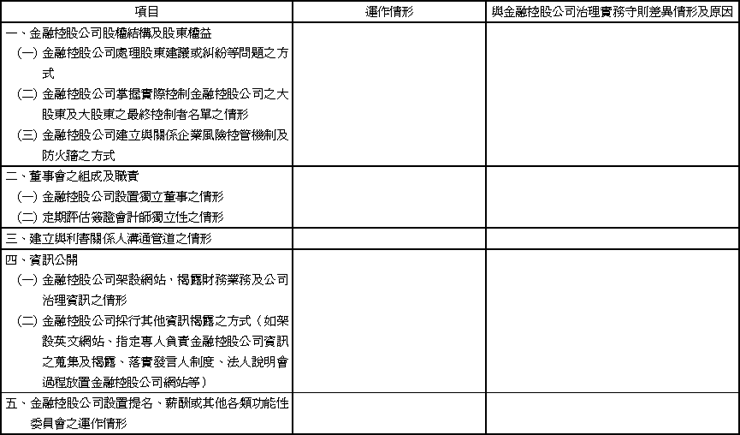 項目 運作情形 與金融控股公司治理實務守則差異情形及原因
一、金融控股公司股權結構及股東權益
(一) 金融控股公司處理股東建議或糾紛等問題之方
式
(二) 金融控股公司掌握實際控制金融控股公司之大
股東及大股東之最終控制者名單之情形
(三) 金融控股公司建立與關係企業風險控管機制及
防火牆之方式
二、董事會之組成及職責
(一) 金融控股公司設置獨立董事之情形
(二) 定期評估簽證會計師獨立性之情形
三、建立與利害關係人溝通管道之情形
四、資訊公開
(一) 金融控股公司架設網站、揭露財務業務及公司
治理資訊之情形
(二) 金融控股公司採行其他資訊揭露之方式（如架
設英文網站、指定專人負責金融控股公司資訊
之蒐集及揭露、落實發言人制度、法人說明會
過程放置金融控股公司網站等）
五、金融控股公司設置提名、薪酬或其他各類功能性
委員會之運作情形